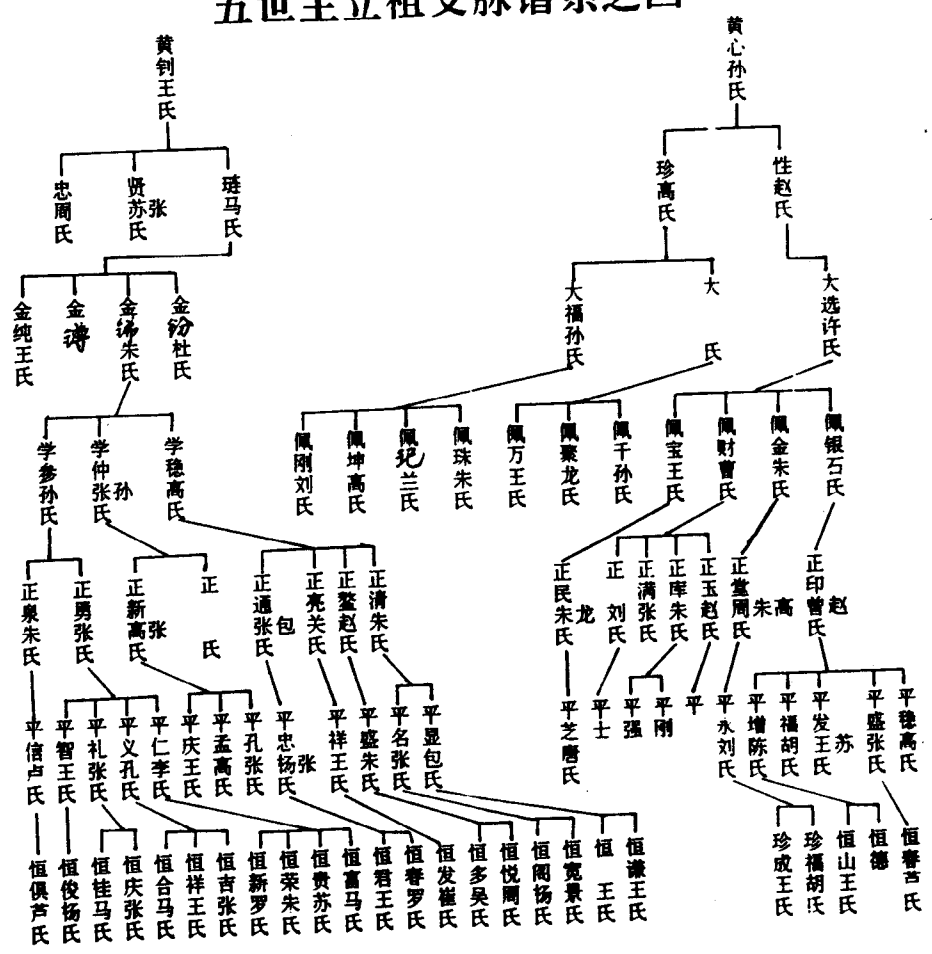 五世主立祖支脉谱系之四
黄钊王氏
黄心孙氏
忠周氏
贤苏张氏
琏马氏
珍高氏
性赵氏
金纯王氏
金溥
金朱氏
金纷杜氏
大福孙氏
大 氏
大选许氏
学参孙氏
学仲张孙氏
学稳高氏
佩刚刘氏
佩坤高氏
佩纪兰氏
佩珠朱氏
佩万王氏
佩聚龙氏
佩千孙氏
佩宝王氏
佩财曹氏
佩金朱氏
佩银石氏
正泉朱氏
正勇张氏
正新高张氏
正 氏
正通张包氏
正亮关氏
正鳌赵氏
正清朱氏
正民朱龙氏
正 刘氏
正满张氏
正库朱氏
正玉赵氏
正堂周朱高氏
正印曾赵氏
平信卢氏
平智王氏
平礼张氏
平义孔氏
平仁李氏
平庆王氏
平孟高氏
平孔张氏
平忠杨张氏
平祥王氏
平盛朱氏
平名张氏
平显包氏
平芝唐氏
平士
平强
平刚
平
平永刘氏
平增陈氏
平福胡氏
平发王苏氏
平盛张氏
平稳高氏
恒俱芦氏
恒俊杨氏
恒佳马氏
恒庆张氏
恒合马氏
恒祥王氏
恒吉张氏
恒新罗氏
恒荣朱氏
恒贵苏氏
恒富马氏
恒君王氏
恒春罗氏
恒发崔氏
恒多吴氏
恒悦周氏
恒阁杨氏
恒宽景氏
恒 王氏
恒谦王氏
珍成王氏
珍福胡氏
恒山王氏
恒德
恒春芦氏